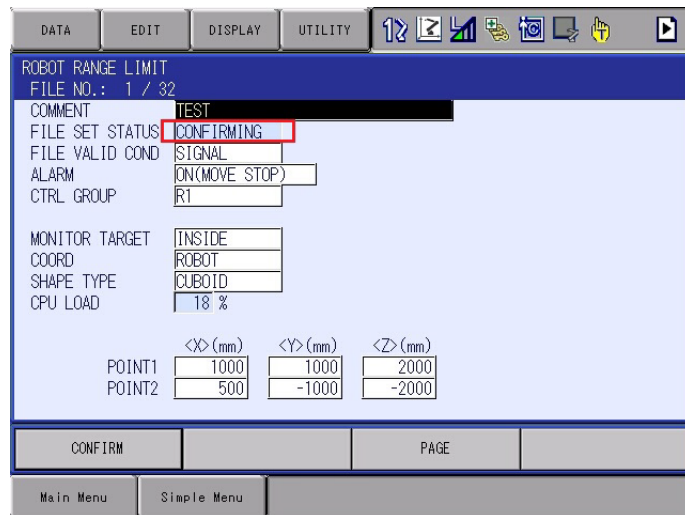 DATA EDIT DISPLAY UTILITY
ROBOT RANGE LIMIT
FILE NO.: 1 / 32
COMMENT TEST
FILE SET STATUS CONFIRMING
FILE VALID COND SIGNAL
ALARM ON(MOVE STOP)
CTRL GROUP R1
MONITOR TARGET INSIDE
COORD ROBOT
SHAPE TYPE CUBOID
CPU LOAD 18 %
<X>(mm) <Y>(mm) <Z>(mm)
POINT1 1000 1000 2000
POINT2 500 -1000 -2000
CONFIRM PAGE
Main Menu Simple Menu